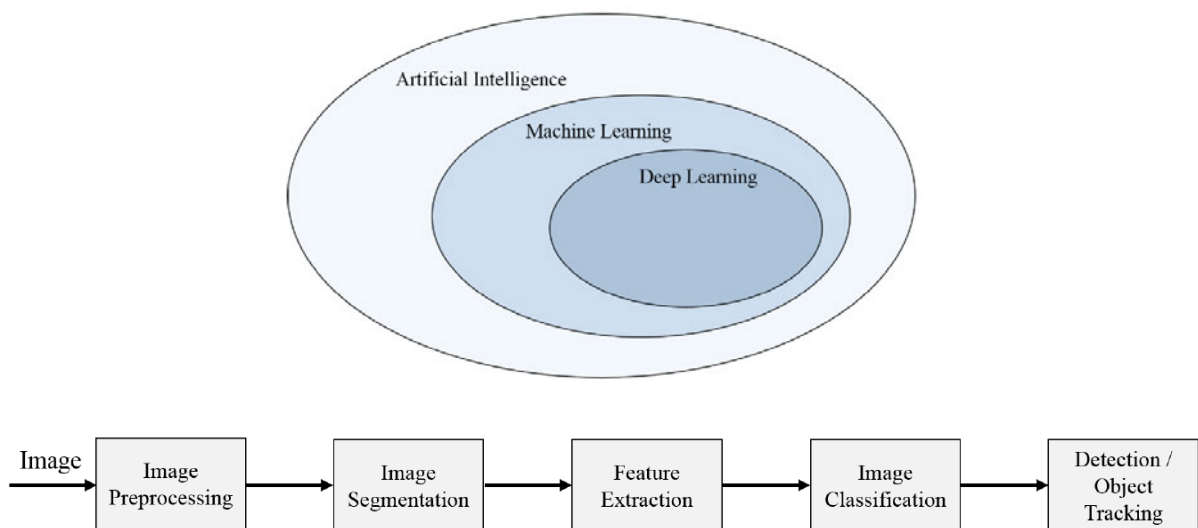 Artificial Intelligence
Machine Learning
Deep Learning
Image
Image
Preprocessing
Image
Segmentation
Feature
Extraction
Image
Classification
Detection /
Object
Tracking